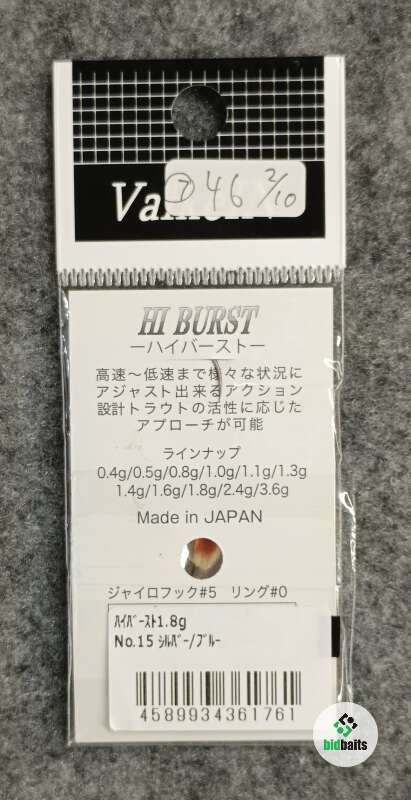 ⑦ 46 2/10
HI BURST
ーハイバーストー
高速〜低速まで様々な状況に
アジャスト出来るアクション
設計トラウトの活性に応じた
アプローチが可能
ラインナップ
0.4g/0.5g/0.8g/1.0g/1.1g/1.3g
1.4g/1.6g/1.8g/2.4g/3.6g
Made in JAPAN
ジャイロフック#5 リング#0
ﾊｲﾊﾞｰｽﾄ1.8g
No.15 ｼﾙﾊﾞｰ/ﾌﾞﾙｰ
4589934361761
bidbaits